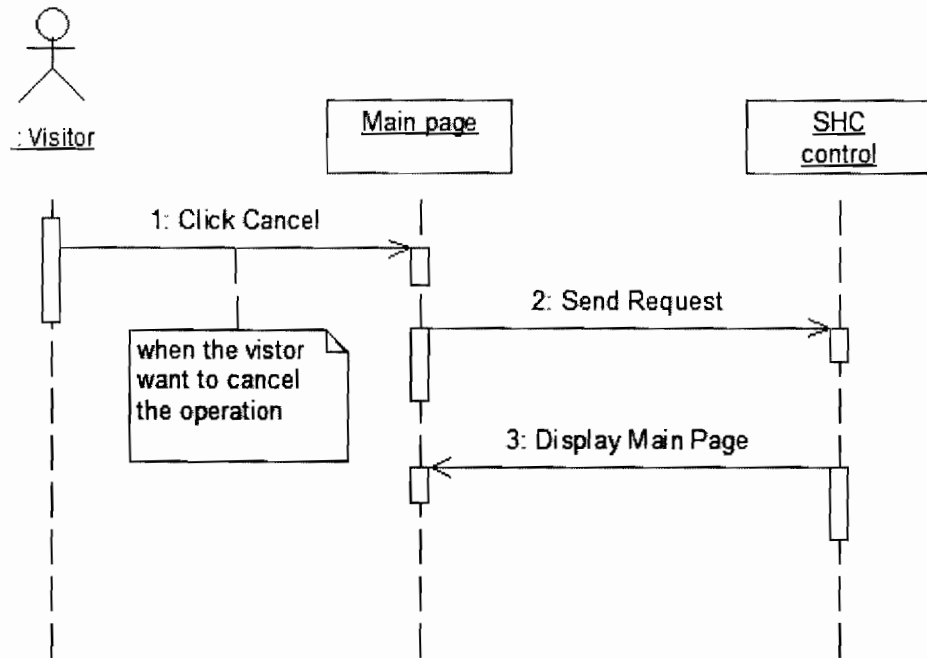 : Visitor
Main page
SHC
control
1: Click Cancel
2: Send Request
when the vistor
want to cancel
the operation
3: Display Main Page